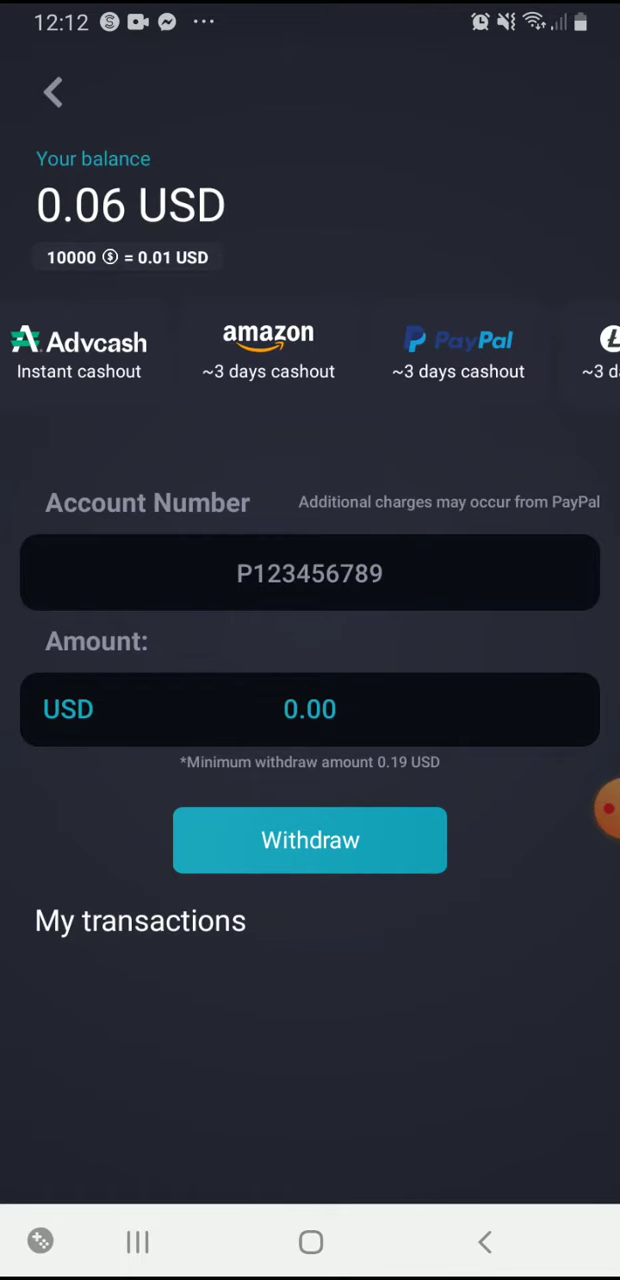 12:12
Your balance
0.06 USD
10000 = 0.01 USD
Advcash amazon PayPal
Instant cashout ~3 days cashout ~3 days cashout ~3 d
Account Number Additional charges may occur from PayPal
P123456789
Amount:
USD 0.00
*Minimum withdraw amount 0.19 USD
Withdraw
My transactions